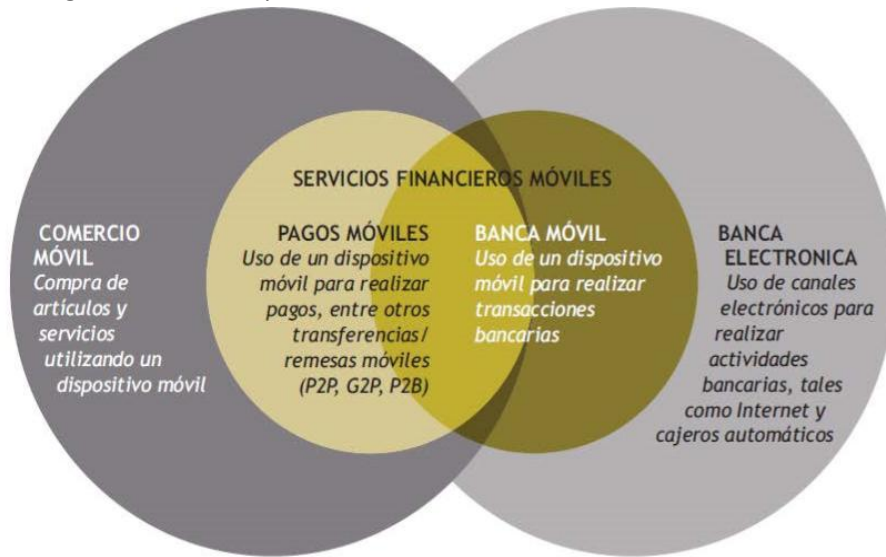 SERVICIOS FINANCIEROS MÓVILES
COMERCIO
MÓVIL
Compra de
artículos y
servicios
utilizando un
dispositivo móvil
PAGOS MÓVILES
Uso de un dispositivo
móvil para realizar
pagos, entre otros
transferencias/
remesas móviles
(P2P, G2P, P2B)
BANCA MÓVIL
Uso de un dispositivo
móvil para realizar
transacciones
bancarias
BANCA
ELECTRONICA
Uso de canales
electrónicos para
realizar
actividades
bancarias, tales
como Internet y
cajeros automáticos